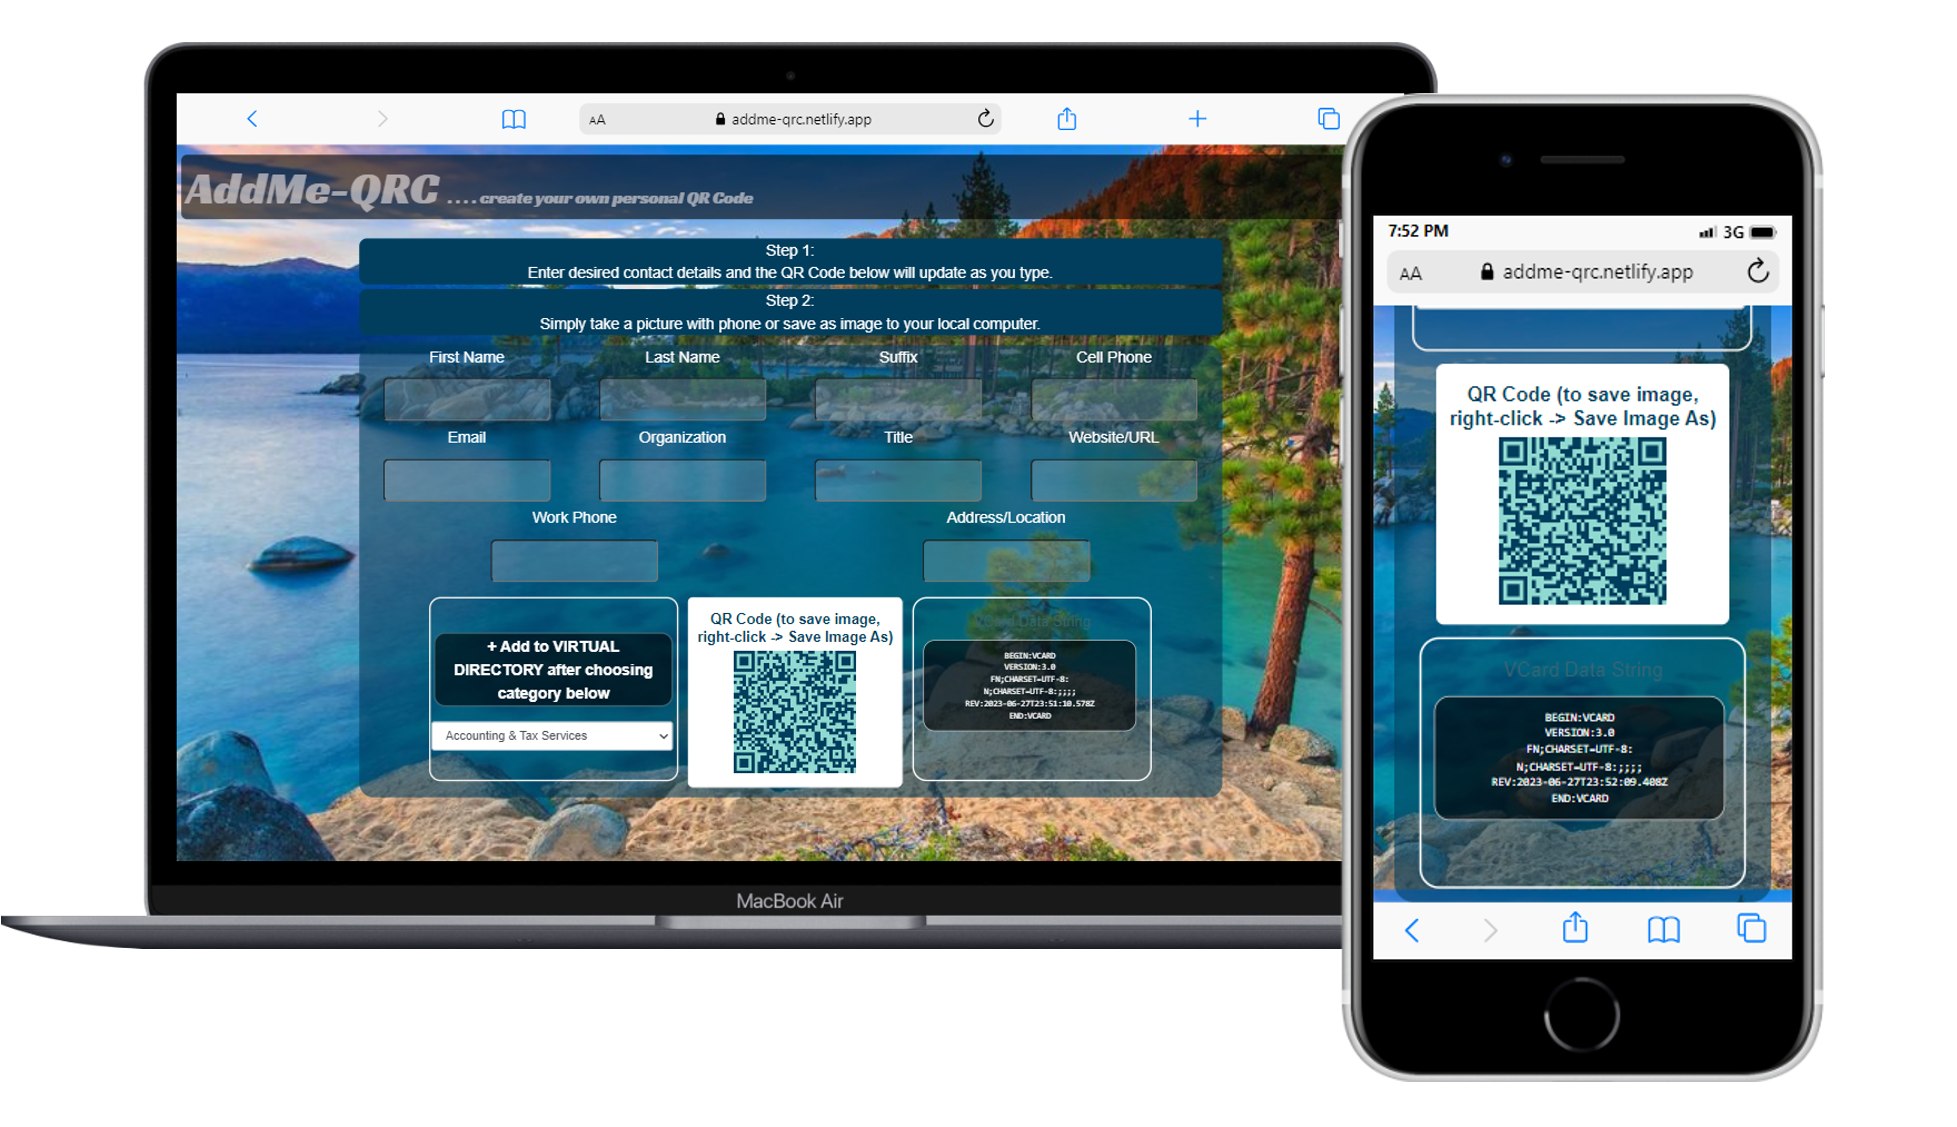 AA addme-qrc.netlify.app
AddMe-QRC ....create your own personal QR Code
Step 1:
Enter desired contact details and the QR Code below will update as you type.
Step 2:
Simply take a picture with phone or save as image to your local computer.
First Name Last Name Suffix Cell Phone
Email Organization Title Website/URL
Work Phone Address/Location
+ Add to VIRTUAL
DIRECTORY after choosing
category below
Accounting & Tax Services
QR Code (to save image,
right-click -> Save Image As)
VCard Data String
BEGIN:VCARD
VERSION:3.0
FN;CHARSET=UTF-8:
N;CHARSET=UTF-8:;;;;
REV:2023-06-27T23:51:10.578Z
END:VCARD
MacBook Air
7:52 PM 3G
AA addme-qrc.netlify.app
QR Code (to save image,
right-click -> Save Image As)
VCard Data String
BEGIN:VCARD
VERSION:3.0
FN;CHARSET=UTF-8:
N;CHARSET=UTF-8:;;;;
REV:2023-06-27T23:52:09.408Z
END:VCARD